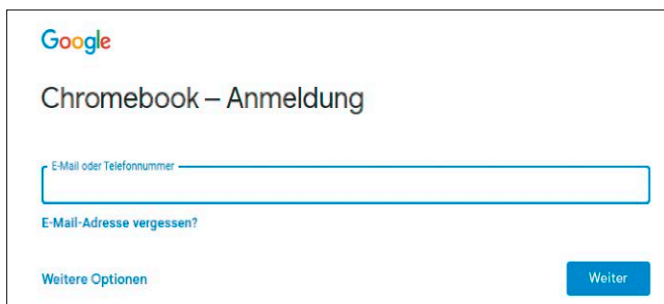 Google
Chromebook – Anmeldung
E-Mail oder Telefonnummer
E-Mail-Adresse vergessen?
Weitere Optionen
Weiter